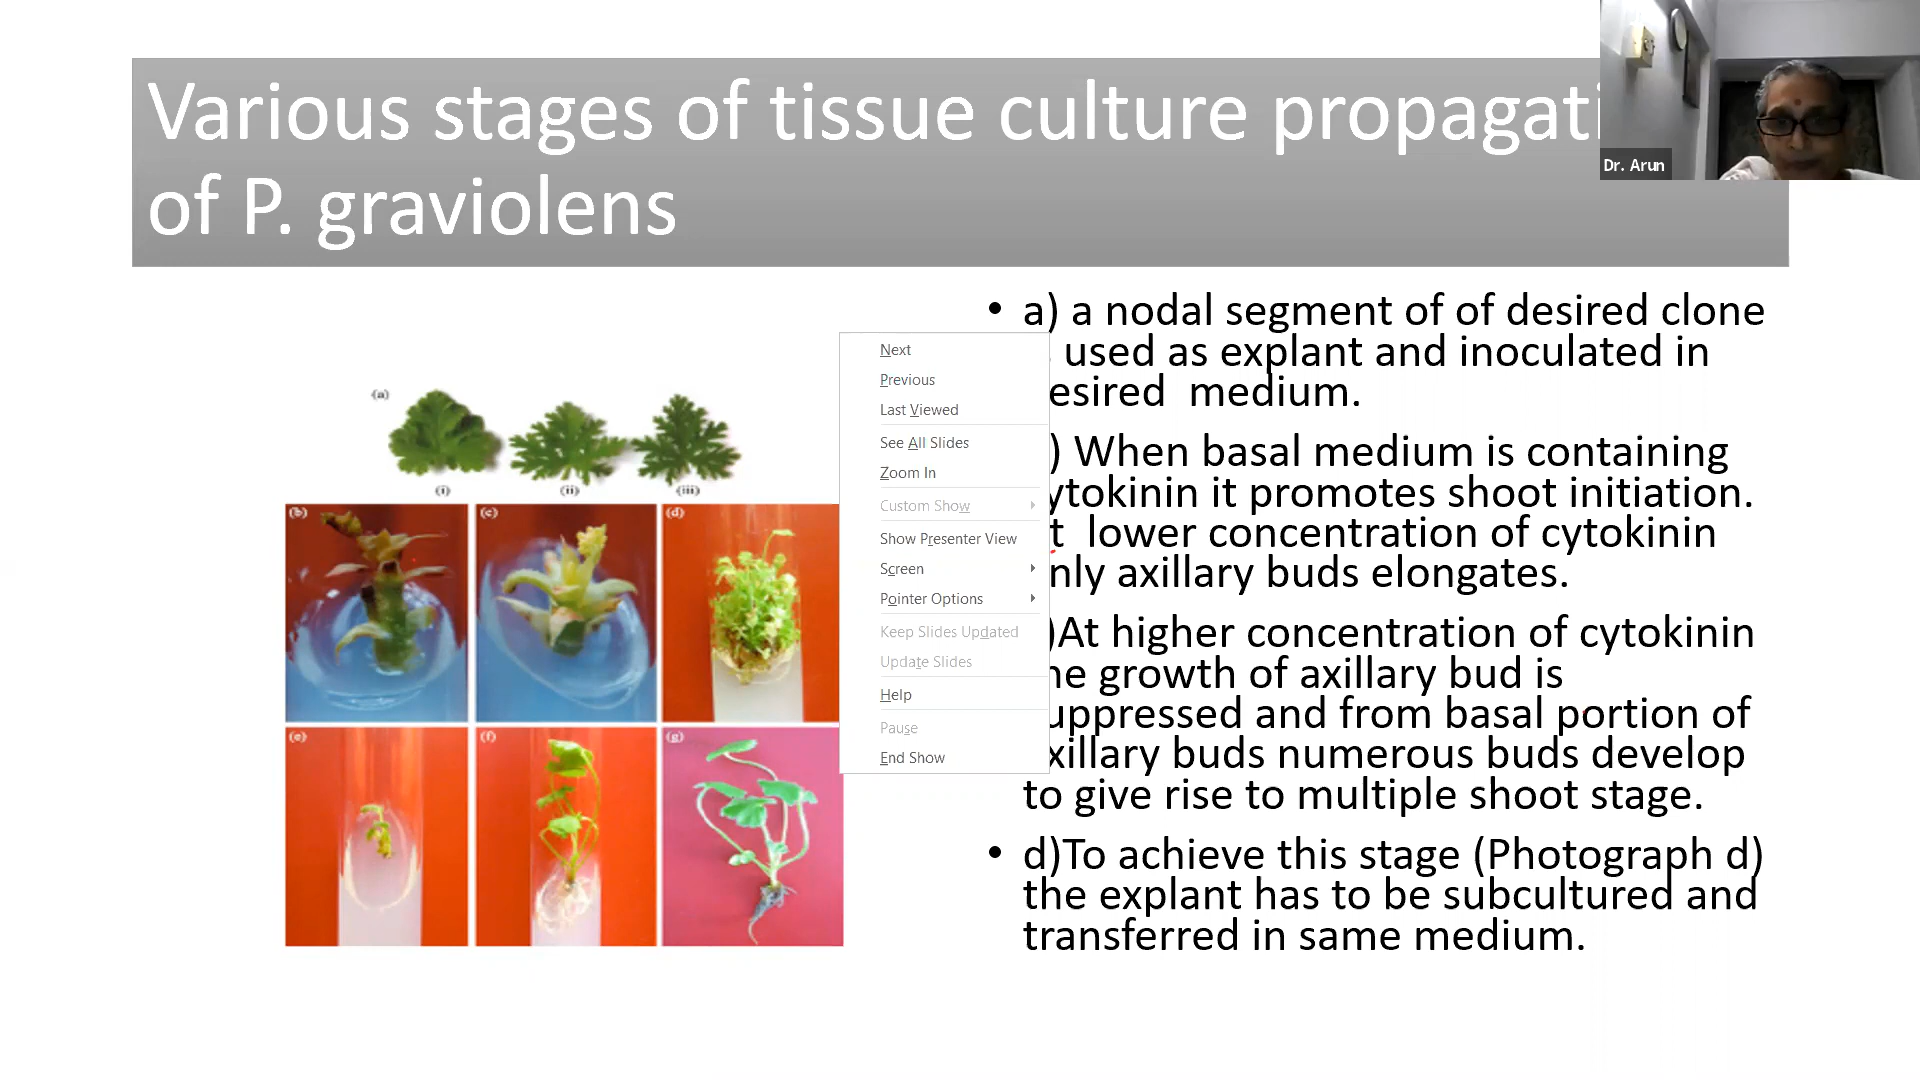 Various stages of tissue culture propagati
of P. graviolens
Dr. Arun
(a)
(i) (ii) (iii)
(b) (c) (d)
(e) (f) (g)
Next
Previous
Last Viewed
See All Slides
Zoom In
Custom Show
Show Presenter View
Screen
Pointer Options
Keep Slides Updated
Update Slides
Help
Pause
End Show
• a) a nodal segment of of desired clone
used as explant and inoculated in
esired medium.
) When basal medium is containing
ytokinin it promotes shoot initiation.
t lower concentration of cytokinin
nly axillary buds elongates.
)At higher concentration of cytokinin
he growth of axillary bud is
uppressed and from basal portion of
xillary buds numerous buds develop
to give rise to multiple shoot stage.
• d)To achieve this stage (Photograph d)
the explant has to be subcultured and
transferred in same medium.